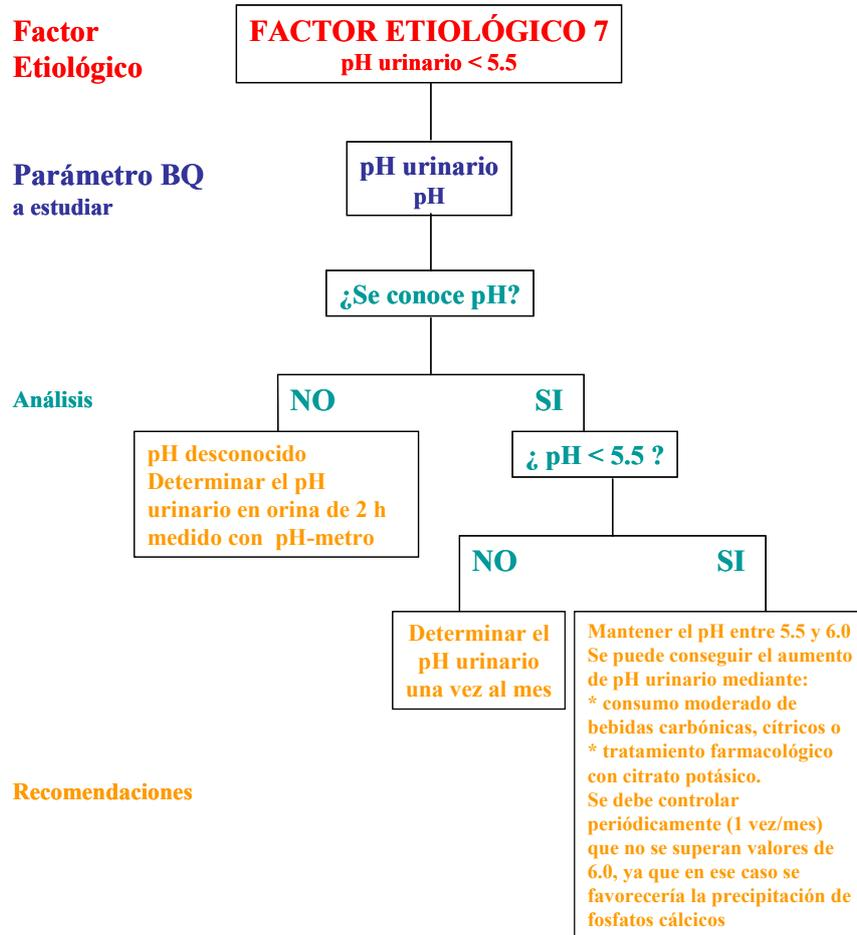 Factor
Etiológico
FACTOR ETIOLÓGICO 7
pH urinario < 5.5
Parámetro BQ
a estudiar
pH urinario
pH
¿Se conoce pH?
Análisis
NO
SI
pH desconocido
Determinar el pH
urinario en orina de 2 h
medido con pH-metro
¿ pH < 5.5 ?
NO
SI
Determinar el
pH urinario
una vez al mes
Mantener el pH entre 5.5 y 6.0
Se puede conseguir el aumento
de pH urinario mediante:
* consumo moderado de
bebidas carbónicas, cítricos o
* tratamiento farmacológico
con citrato potásico.
Se debe controlar
periódicamente (1 vez/mes)
que no se superan valores de
6.0, ya que en ese caso se
favorecería la precipitación de
fosfatos cálcicos
Recomendaciones